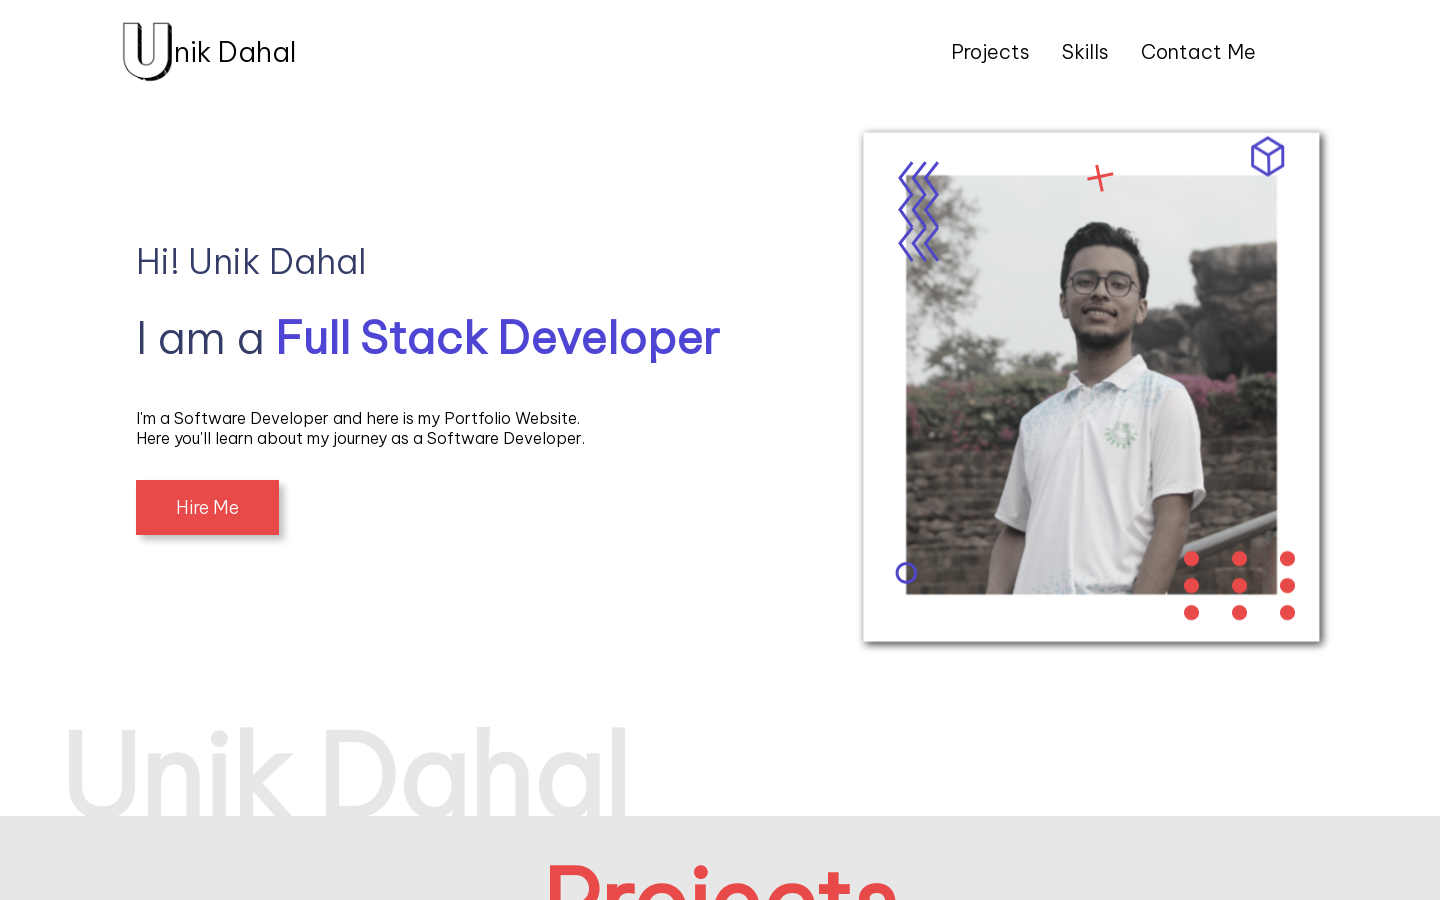 Unik Dahal
Projects Skills Contact Me
Hi! Unik Dahal
I am a Full Stack Developer
I'm a Software Developer and here is my Portfolio Website.
Here you'll learn about my journey as a Software Developer.
Hire Me
Unik Dahal
Projects